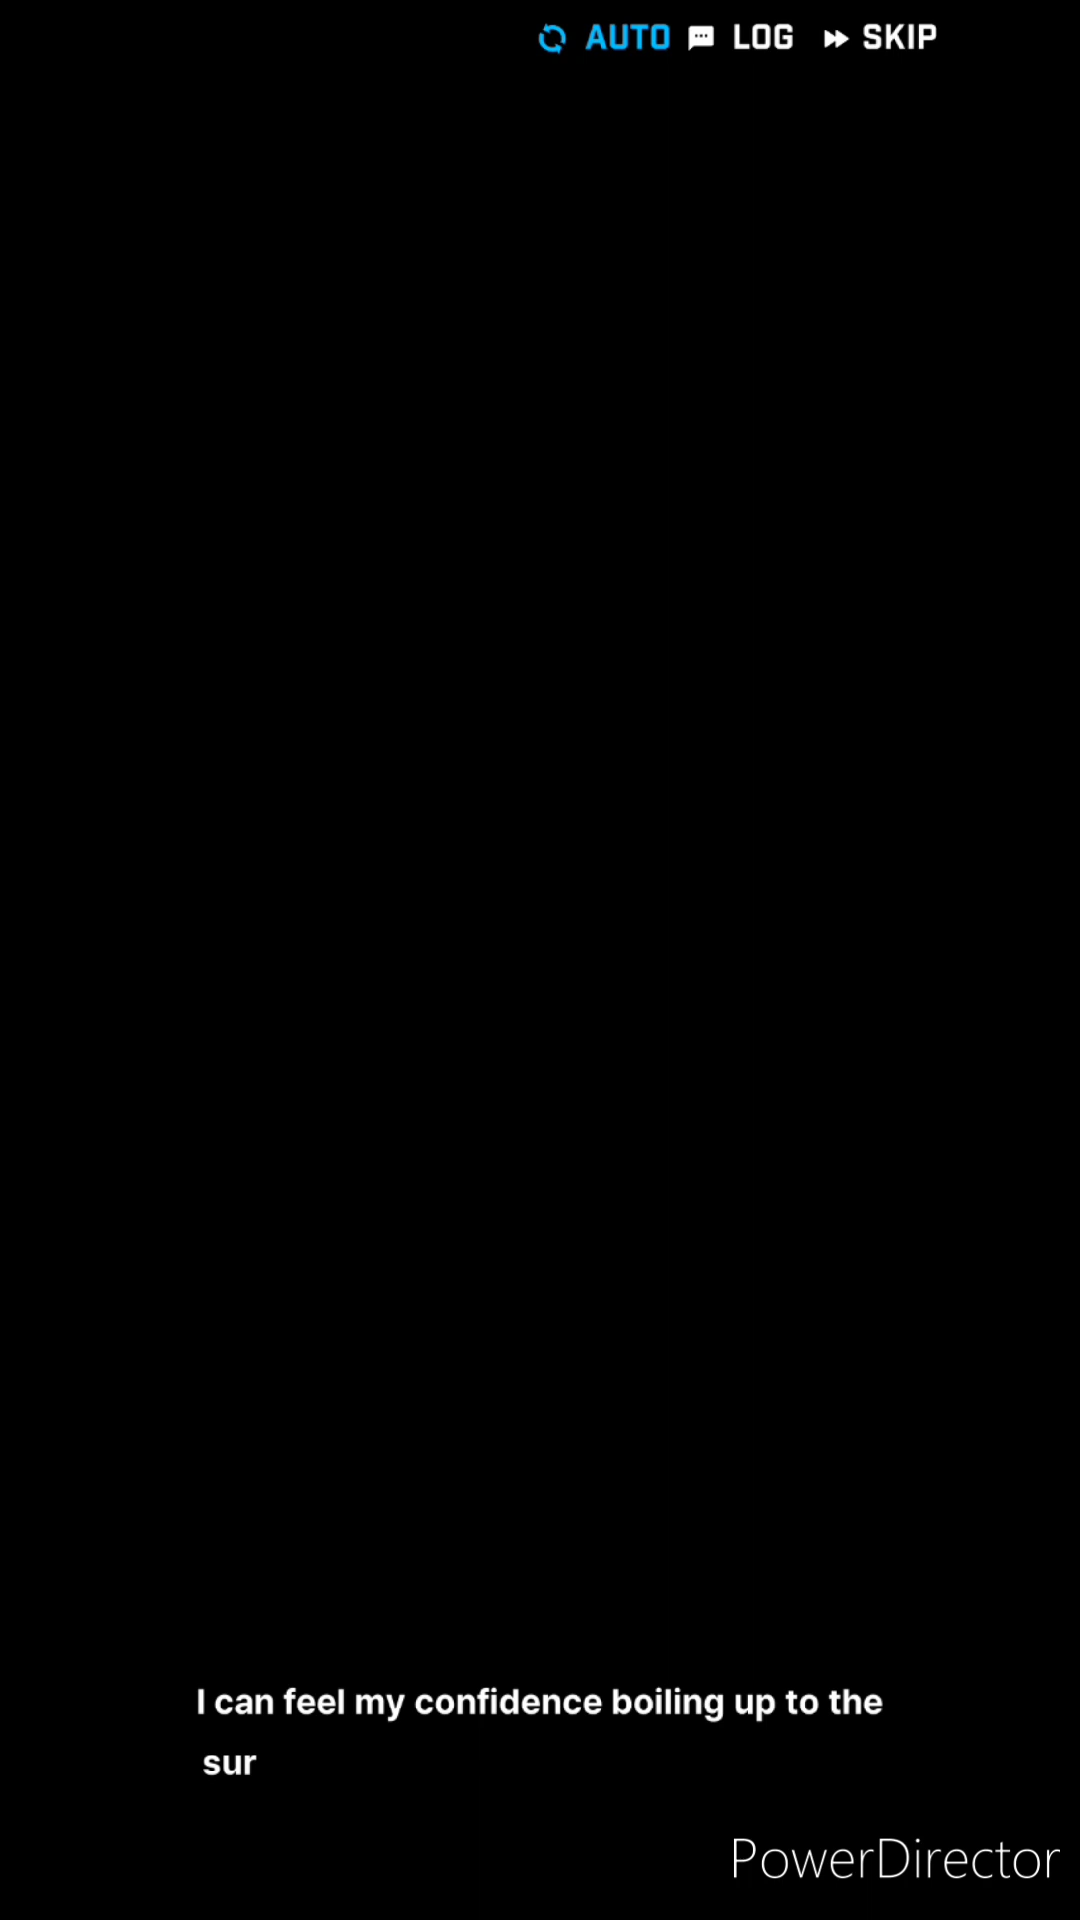 AUTO LOG SKIP
I can feel my confidence boiling up to the
sur
PowerDirector